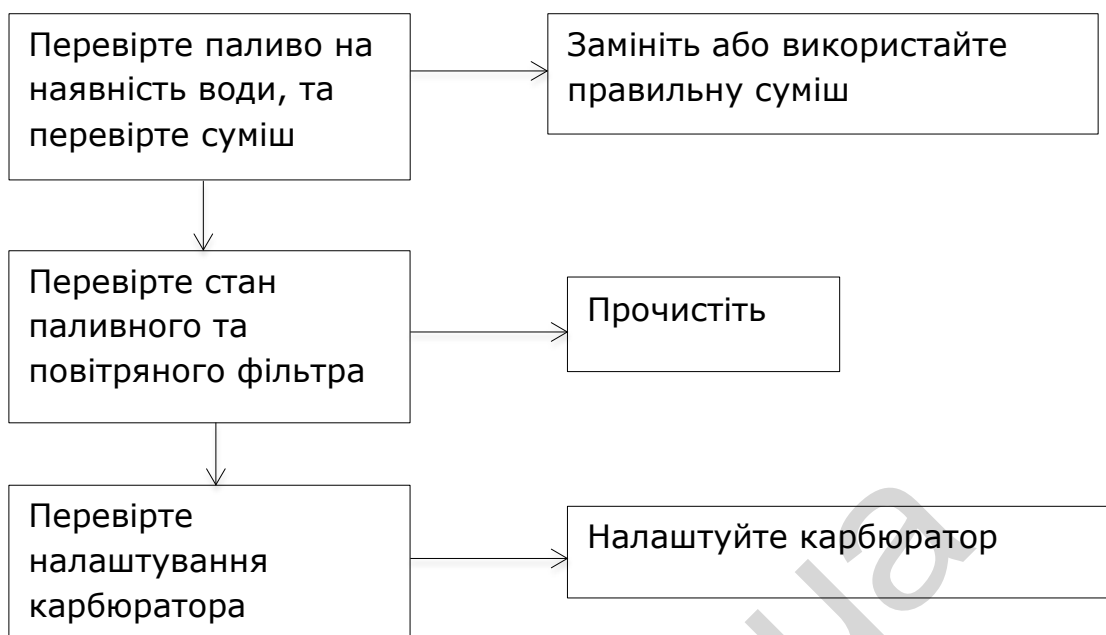 Перевірте паливо на
наявність води, та
перевірте суміш
Замініть або використайте
правильну суміш
Перевірте стан
паливного та
повітряного фільтра
Прочистіть
Перевірте
налаштування
карбюратора
Налаштуйте карбюратор
ua